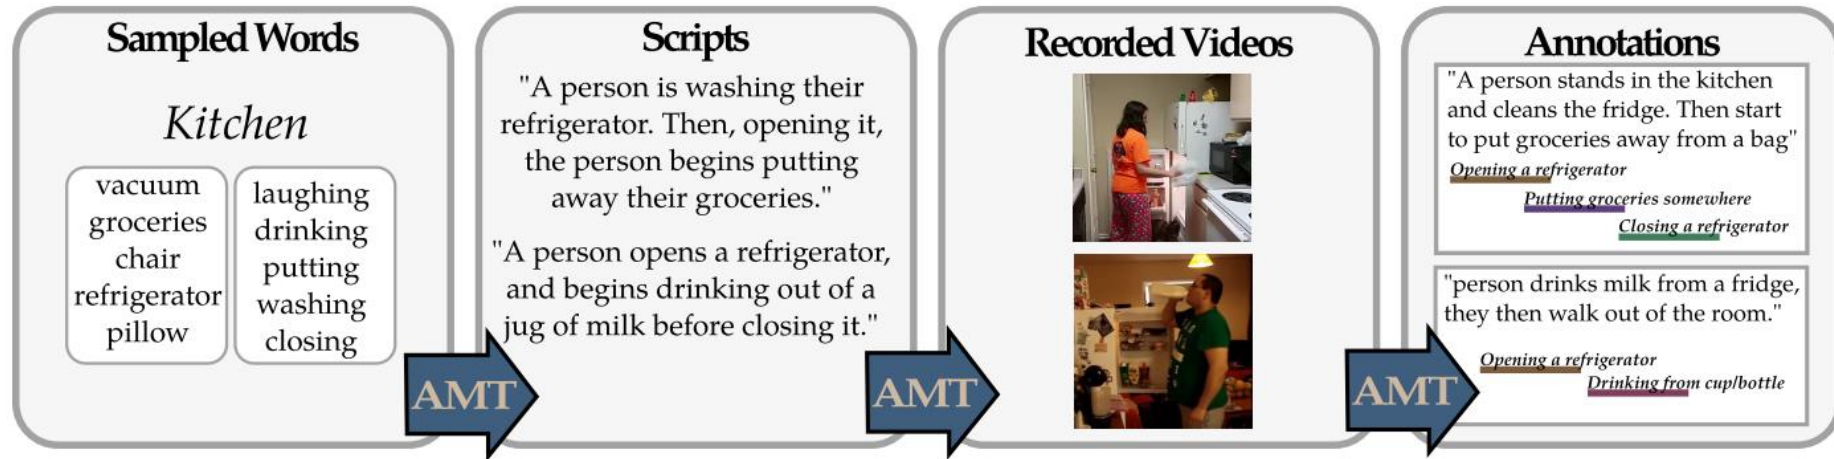 Sampled Words
Kitchen
vacuum
groceries
chair
refrigerator
pillow
laughing
drinking
putting
washing
closing
AMT
Scripts
"A person is washing their
refrigerator. Then, opening it,
the person begins putting
away their groceries."
"A person opens a refrigerator,
and begins drinking out of a
jug of milk before closing it."
AMT
Recorded Videos
AMT
Annotations
"A person stands in the kitchen
and cleans the fridge. Then start
to put groceries away from a bag"
Opening a refrigerator
Putting groceries somewhere
Closing a refrigerator
"person drinks milk from a fridge,
they then walk out of the room."
Opening a refrigerator
Drinking from cup/bottle